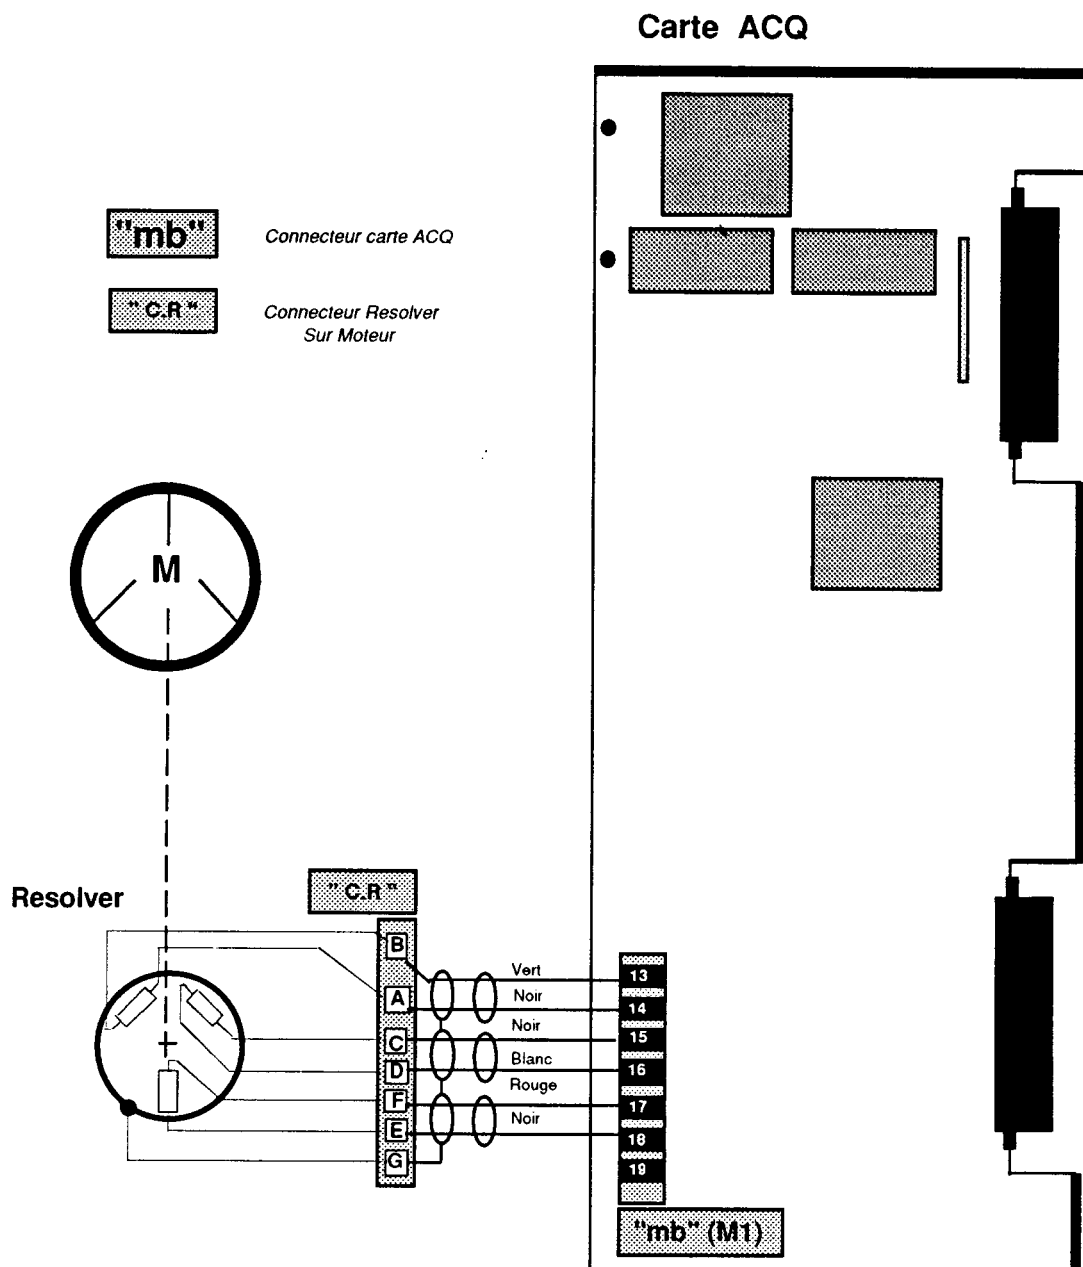 Carte ACQ
"mb"
Connecteur carte ACQ
" C.R "
Connecteur Resolver
Sur Moteur
M
Resolver
" C.R "
B
A
C
D
F
E
G
Vert
Noir
Noir
Blanc
Rouge
Noir
13
14
15
16
17
18
19
"mb" (M1)